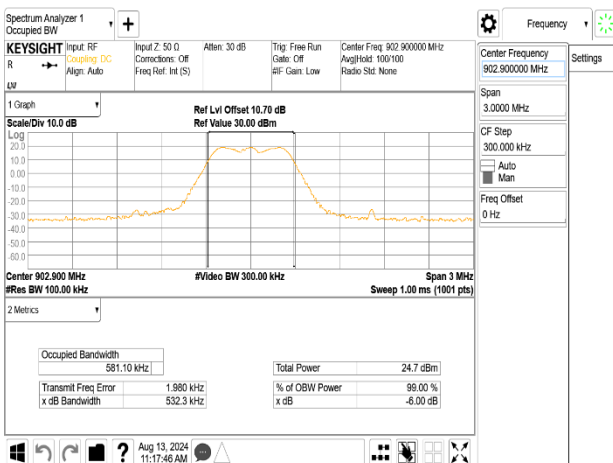 Spectrum Analyzer 1
Occupied BW
Frequency
KEYSIGHT
R
Input: RF
Coupling: DC
Align: Auto
Input Z: 50 Ω
Corrections: Off
Freq Ref: Int (S)
Atten: 30 dB
Trig: Free Run
Gate: Off
#IF Gain: Low
Center Freq: 902.900000 MHz
Avg|Hold: 100/100
Radio Std: None
Center Frequency
902.900000 MHz
Settings
Span
3.0000 MHz
CF Step
300.000 kHz
Auto
Man
Freq Offset
0 Hz
1 Graph
Scale/Div 10.0 dB
Ref Lvl Offset 10.70 dB
Ref Value 30.00 dBm
Log
20.0
10.0
0.00
-10.0
-20.0
-30.0
-40.0
-50.0
-60.0
Center 902.900 MHz
#Video BW 300.00 kHz
Span 3 MHz
#Res BW 100.00 kHz
Sweep 1.00 ms (1001 pts)
2 Metrics
Occupied Bandwidth
581.10 kHz
Total Power 24.7 dBm
Transmit Freq Error 1.980 kHz
% of OBW Power 99.00 %
x dB Bandwidth 532.3 kHz
x dB -6.00 dB
?
Aug 13, 2024
11:17:46 AM